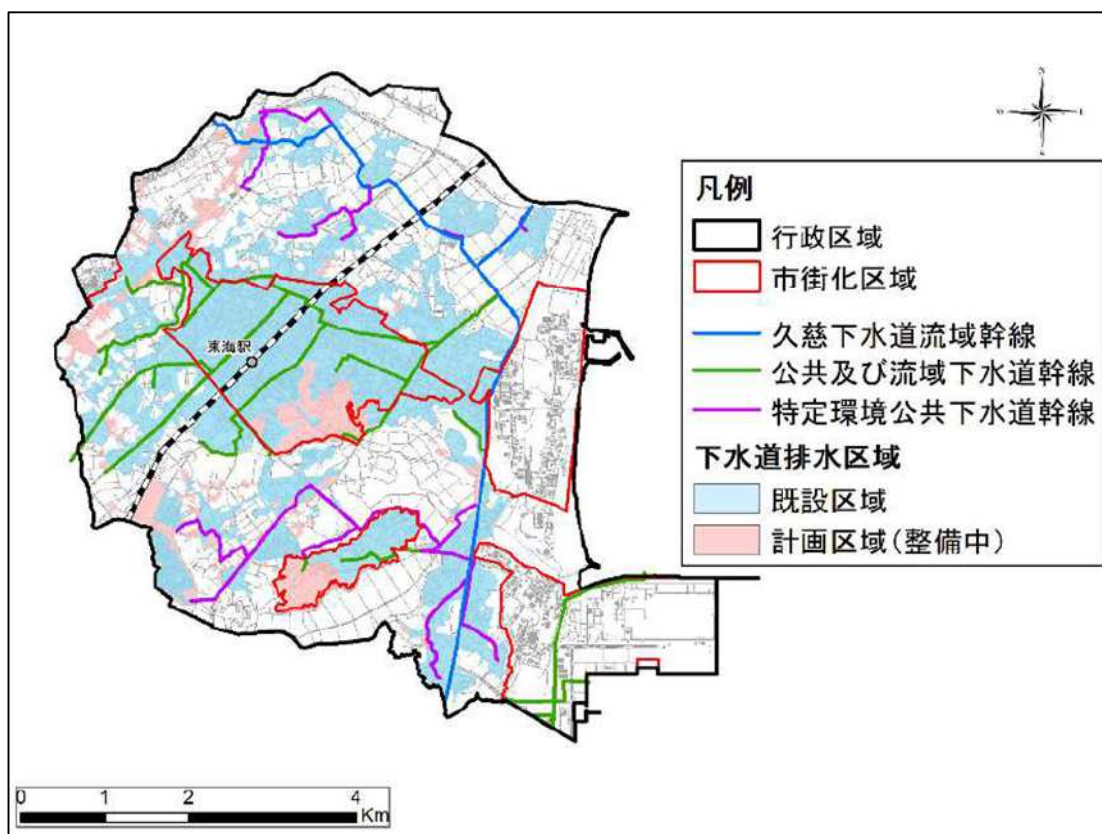 N
W
E
S
凡例
行政区域
市街化区域
久慈下水道流域幹線
公共及び流域下水道幹線
特定環境公共下水道幹線
下水道排水区域
既設区域
計画区域(整備中)
東海駅
0 1 2 4
Km